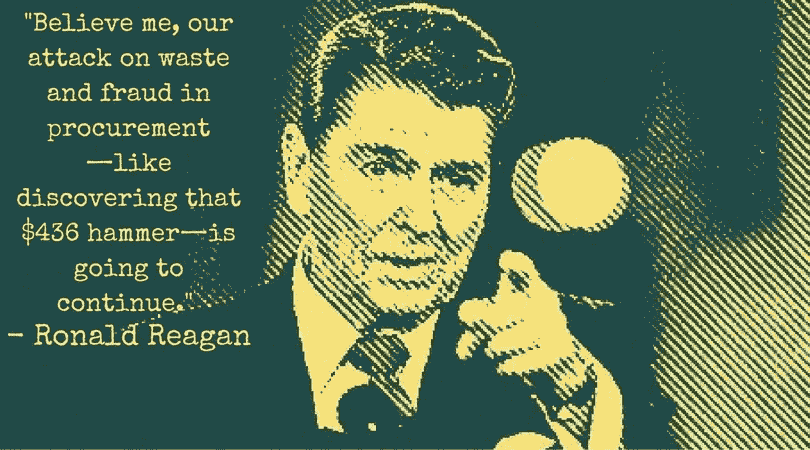 "Believe me, our
attack on waste
and fraud in
procurement
—like
discovering that
$436 hammer—is
going to
continue."
- Ronald Reagan